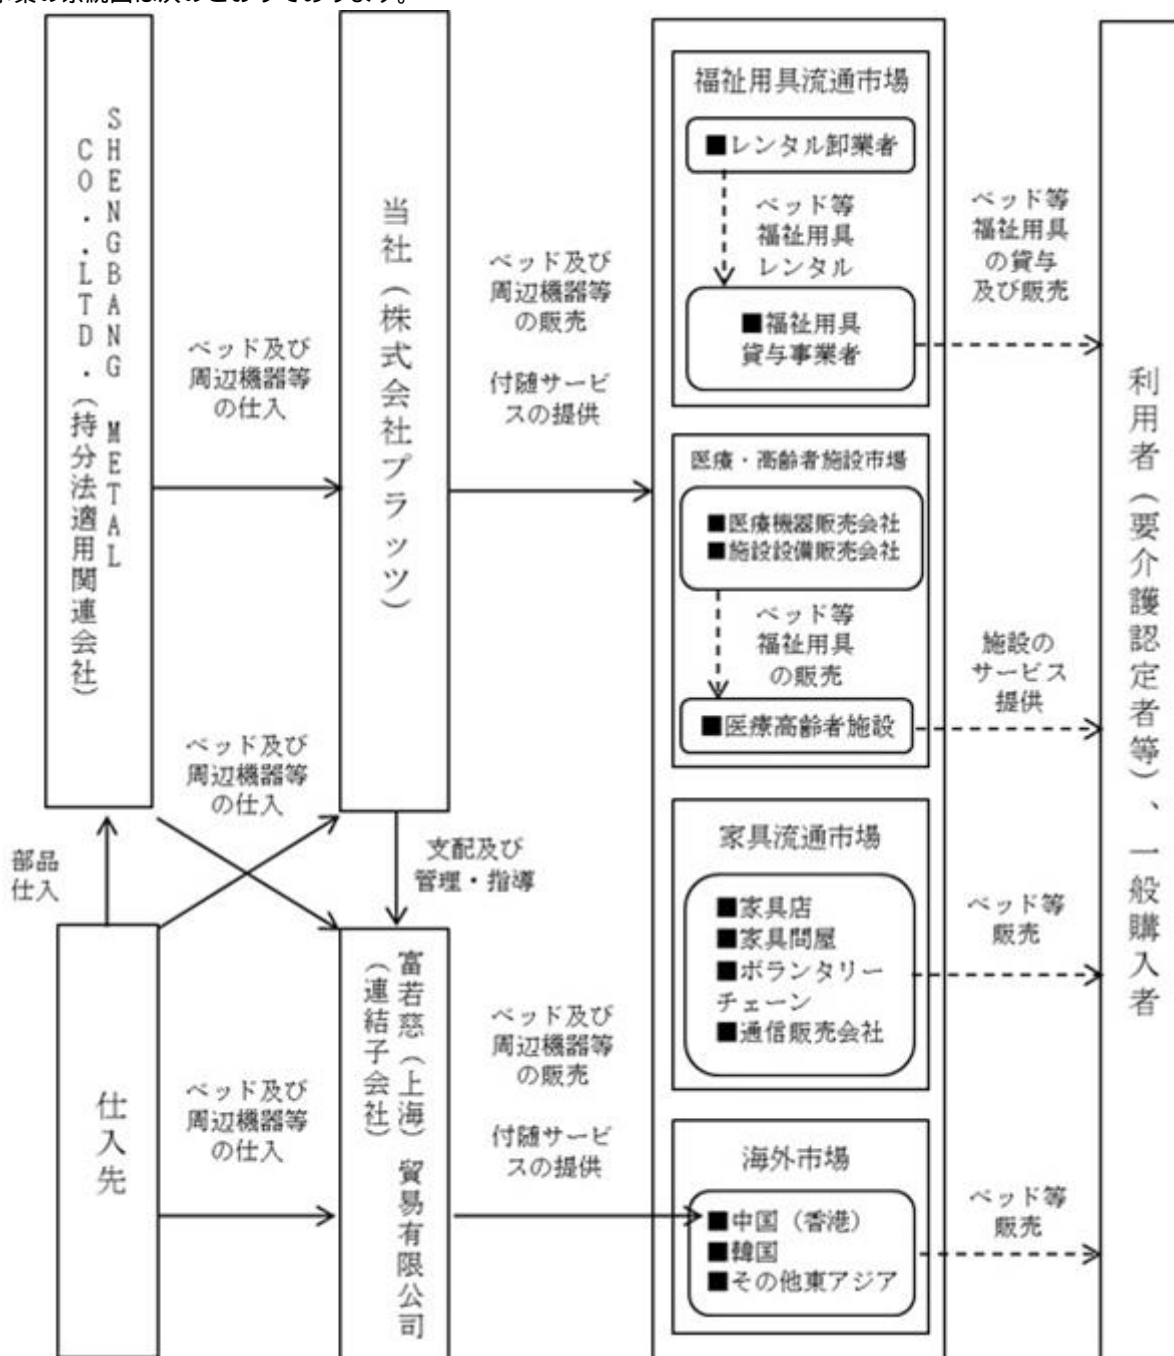 SHENGBANG METAL
CO.,LTD.(持分法適用関連会社)
部品
仕入
仕入先
ベッド及び
周辺機器等
の仕入
ベッド及び
周辺機器等
の仕入
ベッド及び
周辺機器等
の仕入
当社(株式会社プラッツ)
支配及び
管理・指導
富若慈(上海)貿易有限公司
(連結子会社)
ベッド及び
周辺機器等
の販売
付随サービ
スの提供
ベッド及び
周辺機器等
の販売
付随サービ
スの提供
福祉用具流通市場
■レンタル卸業者
ベッド等
福祉用具
レンタル
■福祉用具
貸与事業者
医療・高齢者施設市場
■医療機器販売会社
■施設設備販売会社
ベッド等
福祉用具
の販売
■医療高齢者施設
家具流通市場
■家具店
■家具問屋
■ボランタリー
チェーン
■通信販売会社
海外市場
■中国(香港)
■韓国
■その他東アジア
ベッド等
福祉用具
の貸与
及び販売
施設の
サービス
提供
ベッド等
販売
ベッド等
販売
利用者(要介護認定者等)、一般購入者